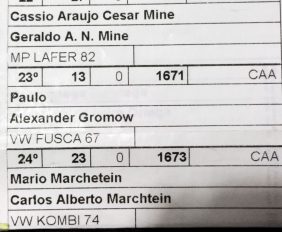 Cassio Araujo Cesar Mine
Geraldo A. N. Mine
MP LAFER 82
23º 13 0 1671 CAA
Paulo
Alexander Gromow
VW FUSCA 67
24º 23 0 1673 CAA
Mario Marchetein
Carlos Alberto Marchtein
VW KOMBI 74